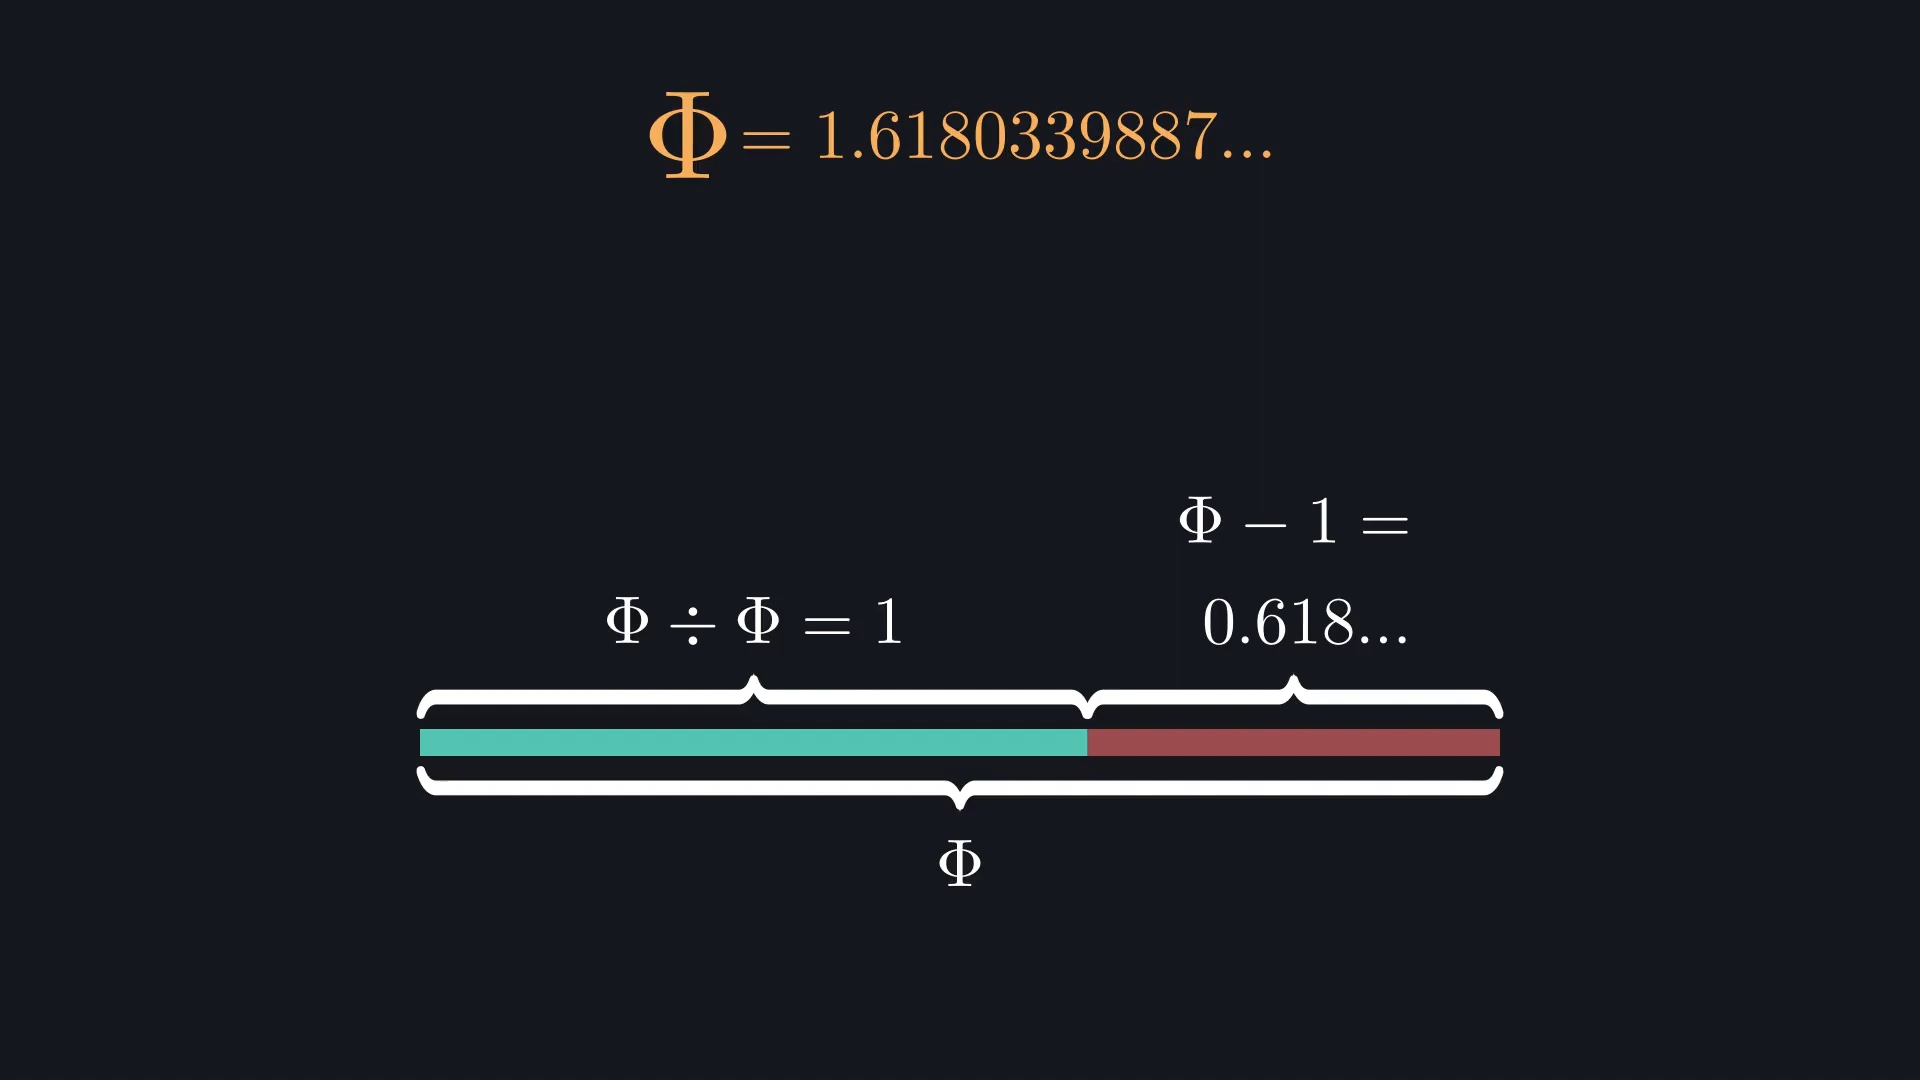 Φ = 1.6180339887...
Φ − 1 =
Φ ÷ Φ = 1
0.618...
Φ